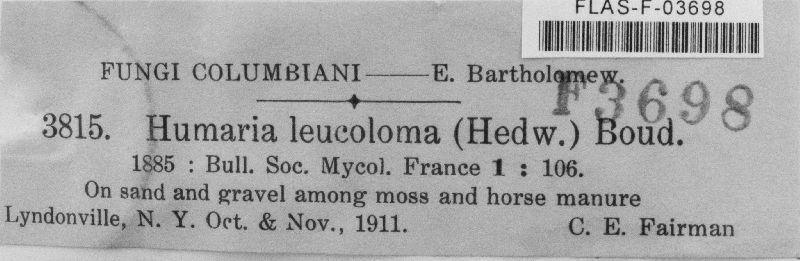 FLAS-F-03698
FUNGI COLUMBIANI——E. Bartholomew.
F3698
3815. Humaria leucoloma (Hedw.) Boud.
1885 : Bull. Soc. Mycol. France 1 : 106.
On sand and gravel among moss and horse manure
Lyndonville, N. Y. Oct. & Nov., 1911. C. E. Fairman